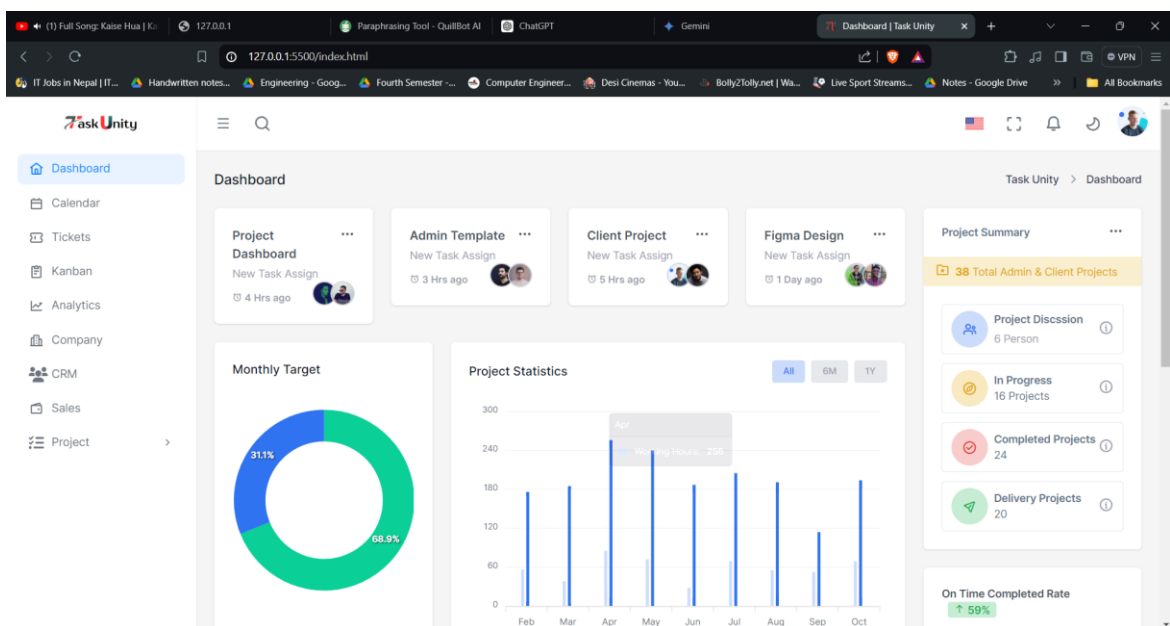 (1) Full Song: Kaise Hua | Ka
127.0.0.1
Paraphrasing Tool - QuillBot AI
ChatGPT
Gemini
Dashboard | Task Unity
127.0.0.1:5500/index.html
VPN
IT Jobs in Nepal | IT...
Handwritten notes...
Engineering - Goog...
Fourth Semester -...
Computer Engineer...
Desi Cinemas - You...
Bolly2Tolly.net | Wa...
Live Sport Streams...
Notes - Google Drive
All Bookmarks
Task Unity
Dashboard
Calendar
Tickets
Kanban
Analytics
Company
CRM
Sales
Project
Dashboard
Task Unity > Dashboard
Project
Dashboard
New Task Assign
4 Hrs ago
Admin Template
New Task Assign
3 Hrs ago
Client Project
New Task Assign
5 Hrs ago
Figma Design
New Task Assign
1 Day ago
Project Summary
38 Total Admin & Client Projects
Project Discssion
6 Person
In Progress
16 Projects
Completed Projects
24
Delivery Projects
20
On Time Completed Rate
↑ 59%
Monthly Target
31.1%
68.9%
Project Statistics
All
6M
1Y
300
240
180
120
60
0
Apr
Working Hours: 256
Feb
Mar
Apr
May
Jun
Jul
Aug
Sep
Oct